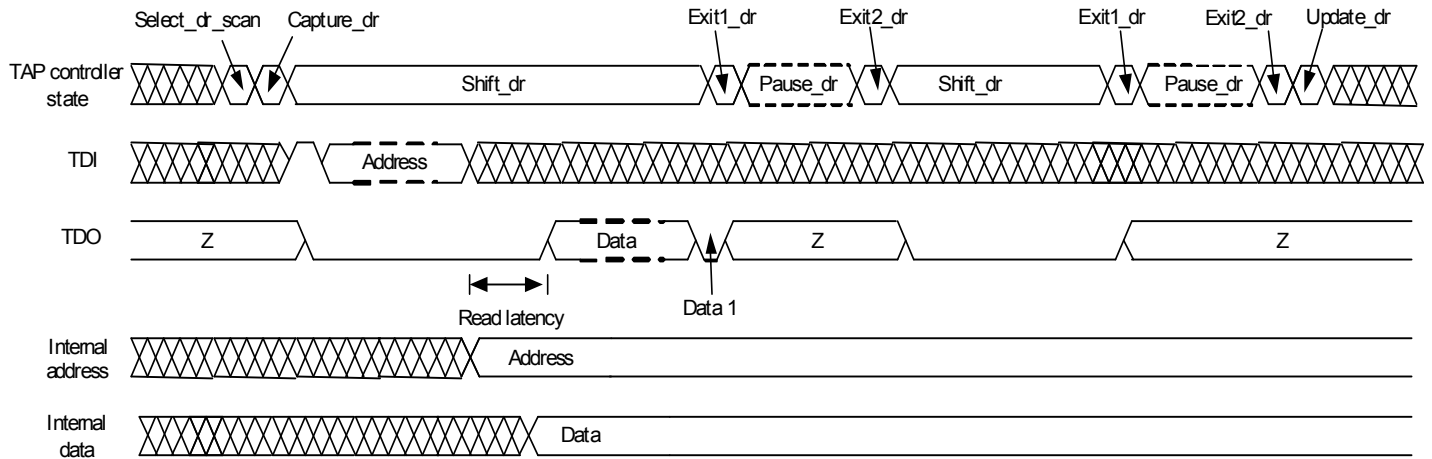 Select_dr_scan Capture_dr Exit1_dr Exit2_dr Exit1_dr Exit2_dr Update_dr
TAP controller
state
Shift_dr Pause_dr Shift_dr Pause_dr
TDI Address
TDO Z Data Z Z
Read latency Data 1
Internal
address
Address
Internal
data
Data